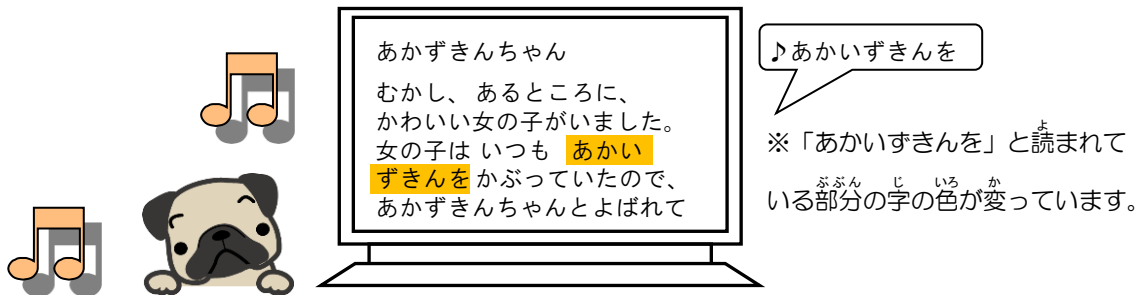 あかずきんちゃん
むかし、あるところに、
かわいい女の子がいました。
女の子は いつも あかい
ずきんを かぶっていたので、
あかずきんちゃんとよばれて
♪あかいずきんを
※「あかいずきんを」と読まれて
いる部分の字の色が変っています。